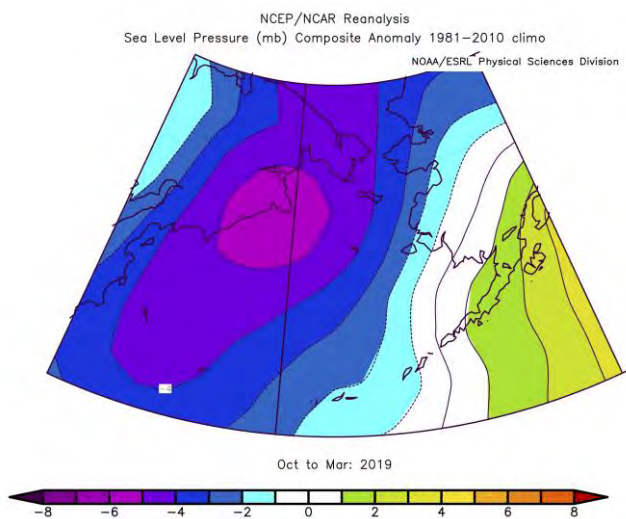 NCEP/NCAR Reanalysis
Sea Level Pressure (mb) Composite Anomaly 1981−2010 climo
NOAA/ESRL Physical Sciences Division
Oct to Mar: 2019
−8 −6 −4 −2 0 2 4 6 8